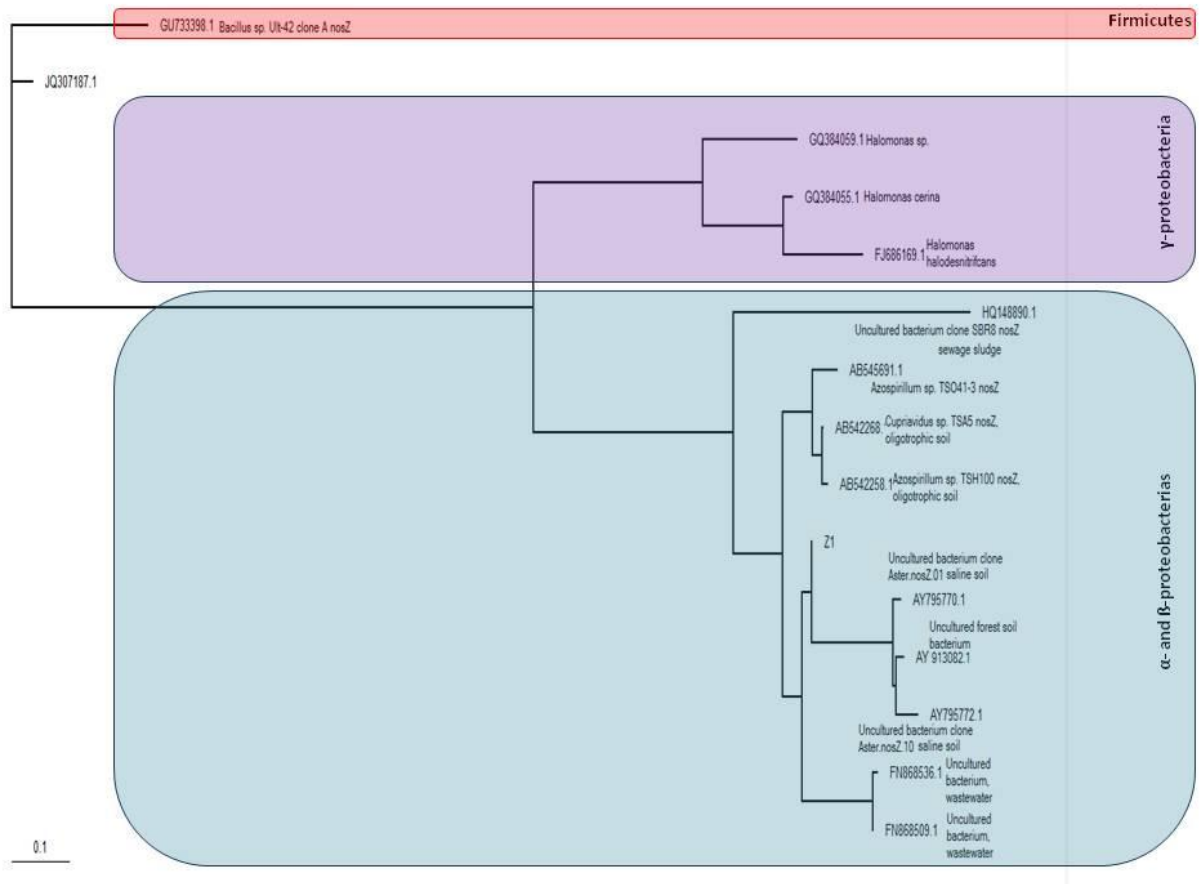 Firmicutes
GU733398.1 Bacillus sp. Ult-42 clone A nosZ
JQ307187.1
γ-proteobacteria
GQ384059.1 Halomonas sp.
GQ384055.1 Halomonas cerina
FJ686169.1 Halomonas
halodesnitrifcans
α- and ß-proteobacterias
HQ148890.1
Uncultured bacterium clone SBR8 nosZ
sewage sludge
AB545691.1
Azospirillum sp. TSO41-3 nosZ
AB542268. Cupriavidus sp. TSA5 nosZ,
oligotrophic soil
AB542258.1 Azospirillum sp. TSH100 nosZ,
oligotrophic soil
Z1
Uncultured bacterium clone
Aster.nosZ.01 saline soil
AY795770.1
Uncultured forest soil
bacterium
AY 913082.1
AY795772.1
Uncultured bacterium clone
Aster.nosZ.10 saline soil
FN868536.1 Uncultured
bacterium,
wastewater
FN868509.1 Uncultured
bacterium,
wastewater
0.1